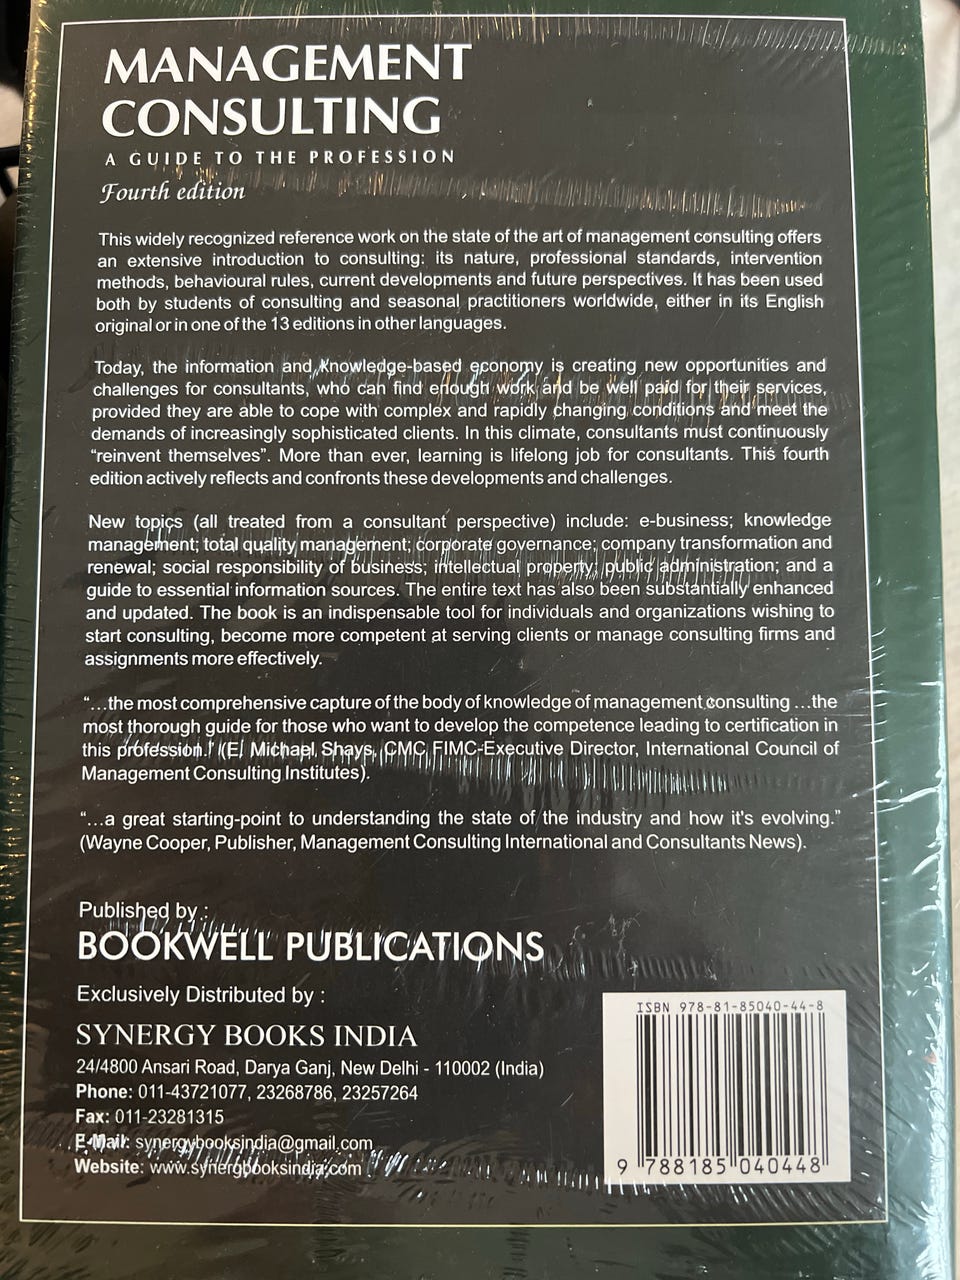 MANAGEMENT
CONSULTING
A GUIDE TO THE PROFESSION
Fourth edition
This widely recognized reference work on the state of the art of management consulting offers
an extensive introduction to consulting: its nature, professional standards, intervention
methods, behavioural rules, current developments and future perspectives. It has been used
both by students of consulting and seasonal practitioners worldwide, either in its English
original or in one of the 13 editions in other languages.
Today, the information and knowledge-based economy is creating new opportunities and
challenges for consultants, who can find enough work and be well paid for their services,
provided they are able to cope with complex and rapidly changing conditions and meet the
demands of increasingly sophisticated clients. In this climate, consultants must continuously
“reinvent themselves”. More than ever, learning is lifelong job for consultants. This fourth
edition actively reflects and confronts these developments and challenges.
New topics (all treated from a consultant perspective) include: e-business; knowledge
management; total quality management; corporate governance; company transformation and
renewal; social responsibility of business; intellectual property; public administration; and a
guide to essential information sources. The entire text has also been substantially enhanced
and updated. The book is an indispensable tool for individuals and organizations wishing to
start consulting, become more competent at serving clients or manage consulting firms and
assignments more effectively.
“…the most comprehensive capture of the body of knowledge of management consulting …the
most thorough guide for those who want to develop the competence leading to certification in
this profession.” (E. Michael Shays, CMC FIMC-Executive Director, International Council of
Management Consulting Institutes).
“…a great starting-point to understanding the state of the industry and how it's evolving.”
(Wayne Cooper, Publisher, Management Consulting International and Consultants News).
Published by :
BOOKWELL PUBLICATIONS
Exclusively Distributed by :
SYNERGY BOOKS INDIA
24/4800 Ansari Road, Darya Ganj, New Delhi - 110002 (India)
Phone: 011-43721077, 23268786, 23257264
Fax: 011-23281315
E-Mail: synergybooksindia@gmail.com
Website: www.synergbooksindia.com
ISBN 978-81-85040-44-8
9 788185 040448